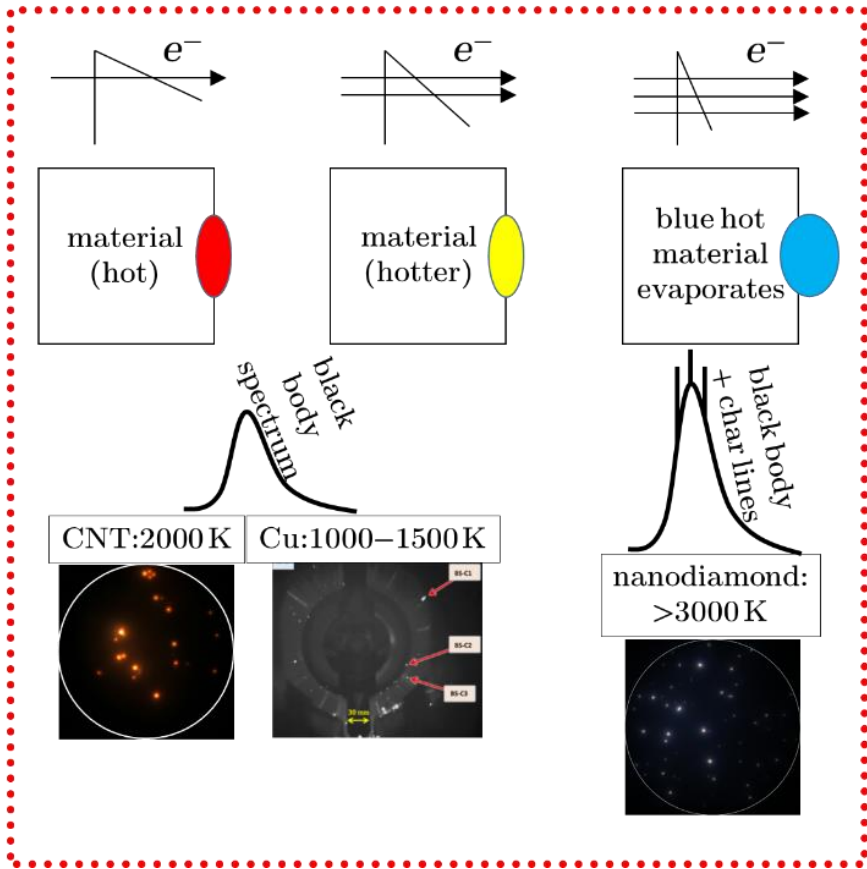 e⁻
e⁻
e⁻
material
(hot)
material
(hotter)
blue hot
material
evaporates
black
body
spectrum
black body
+ char lines
CNT:2000 K
Cu:1000−1500 K
nanodiamond:
>3000 K
BS-C1
BS-C2
BS-C3
30 mm